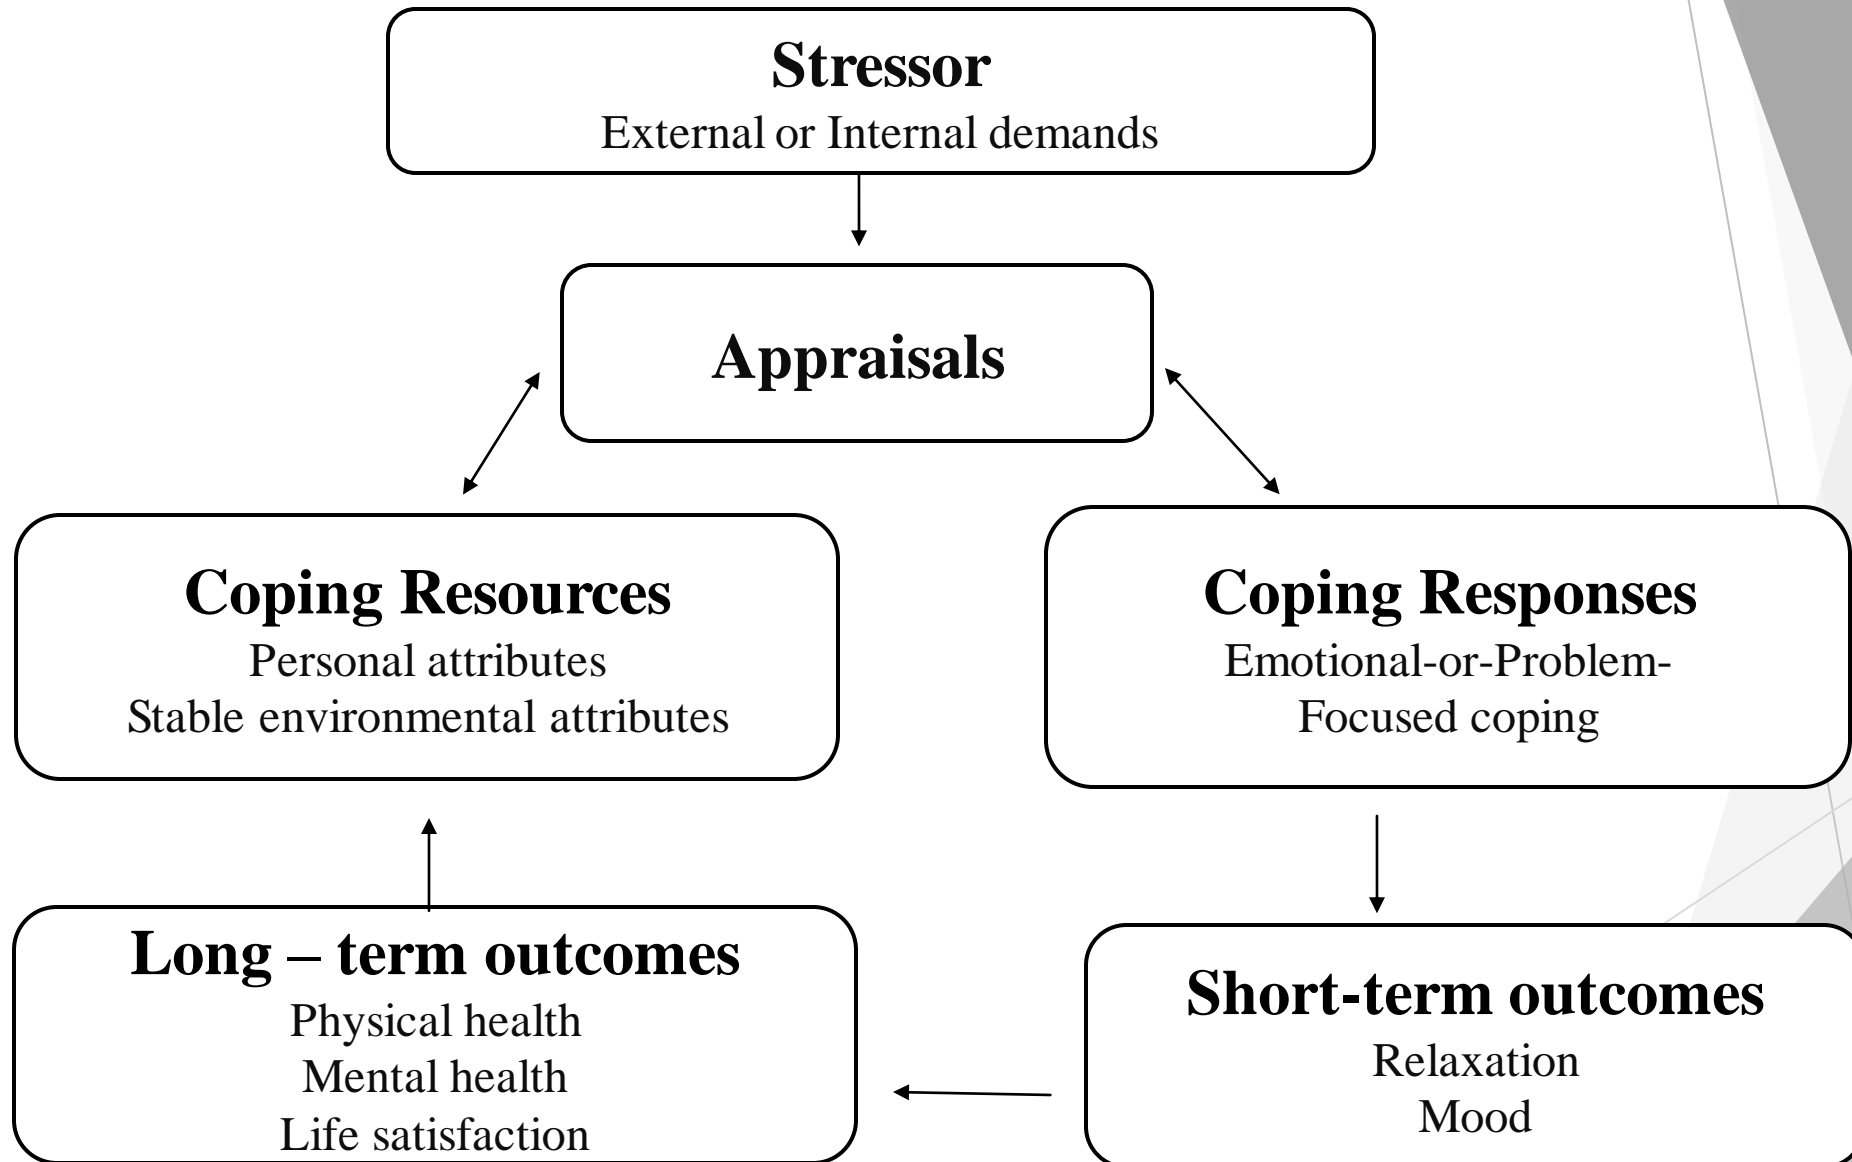 Stressor
External or Internal demands
Appraisals
Coping Resources
Personal attributes
Stable environmental attributes
Coping Responses
Emotional-or-Problem-
Focused coping
Long – term outcomes
Physical health
Mental health
Life satisfaction
Short-term outcomes
Relaxation
Mood